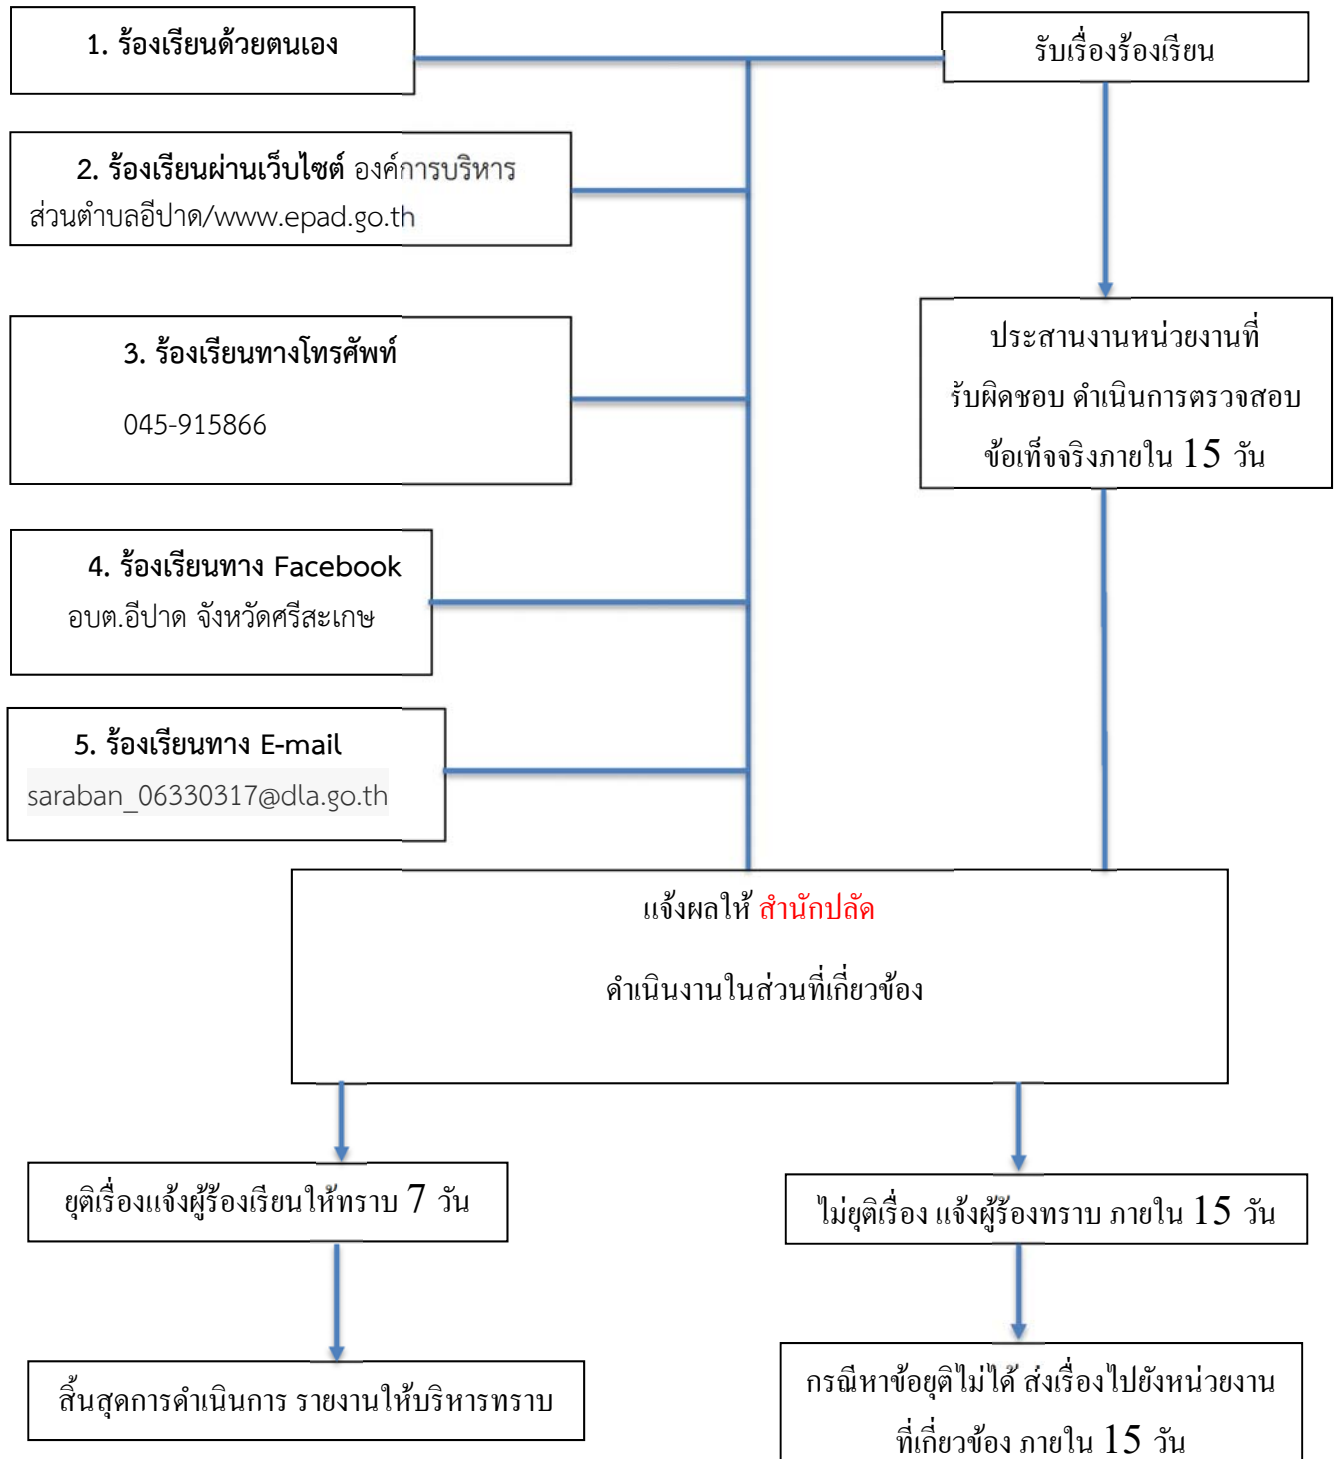 1. ร้องเรียนด้วยตนเอง
รับเรื่องร้องเรียน
2. ร้องเรียนผ่านเว็บไซต์ องค์การบริหาร
ส่วนตำบลอีปาด/www.epad.go.th
3. ร้องเรียนทางโทรศัพท์
045-915866
ประสานงานหน่วยงานที่
รับผิดชอบ ดำเนินการตรวจสอบ
ข้อเท็จจริงภายใน 15 วัน
4. ร้องเรียนทาง Facebook
อบต.อีปาด จังหวัดศรีสะเกษ
5. ร้องเรียนทาง E-mail
saraban_06330317@dla.go.th
แจ้งผลให้ สำนักปลัด
ดำเนินงานในส่วนที่เกี่ยวข้อง
ยุติเรื่องแจ้งผู้ร้องเรียนให้ทราบ 7 วัน
ไม่ยุติเรื่อง แจ้งผู้ร้องทราบ ภายใน 15 วัน
สิ้นสุดการดำเนินการ รายงานให้บริหารทราบ
กรณีหาข้อยุติไม่ได้ ส่งเรื่องไปยังหน่วยงาน
ที่เกี่ยวข้อง ภายใน 15 วัน